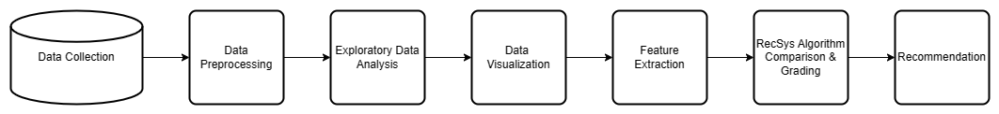 Data Collection
Data
Preprocessing
Exploratory Data
Analysis
Data
Visualization
Feature
Extraction
RecSys Algorithm
Comparison &
Grading
Recommendation